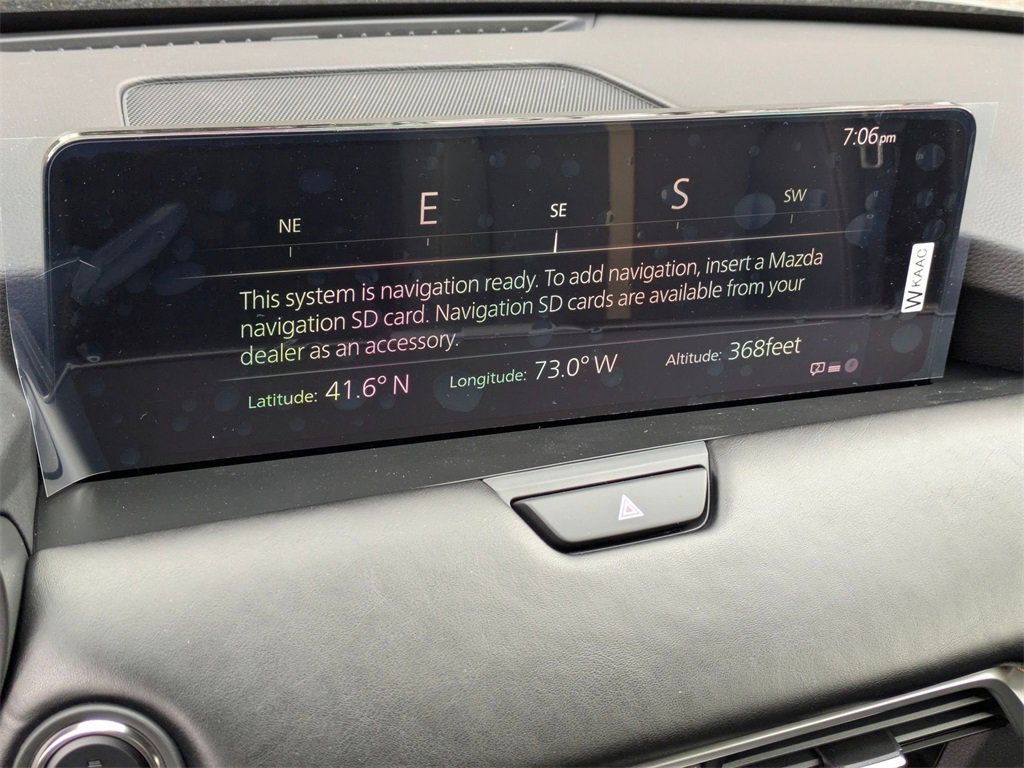 7:06pm
NE E SE S SW
This system is navigation ready. To add navigation, insert a Mazda
navigation SD card. Navigation SD cards are available from your
dealer as an accessory.
Latitude: 41.6° N Longitude: 73.0° W Altitude: 368feet
W KAAC